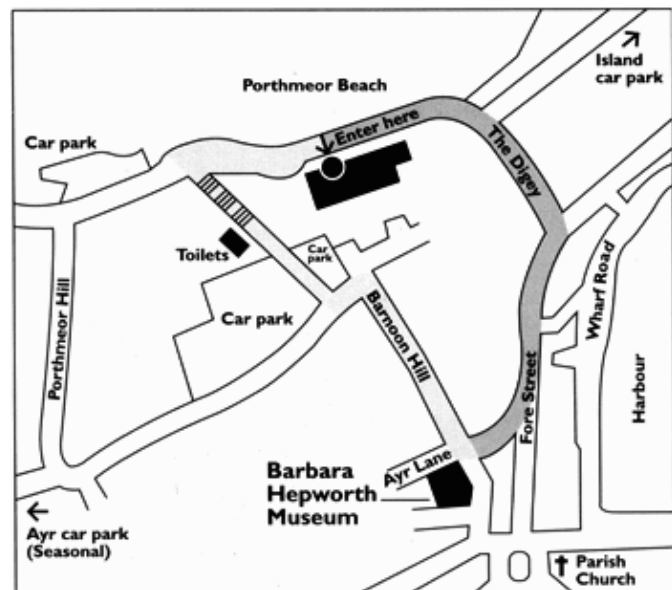 Island
car park
Porthmeor Beach
Car park
Enter here
The Digey
Toilets
Car
park
Car park
Porthmeor Hill
Barnoon Hill
Wharf Road
Fore Street
Harbour
Ayr Lane
Barbara
Hepworth
Museum
Ayr car park
(Seasonal)
Parish
Church